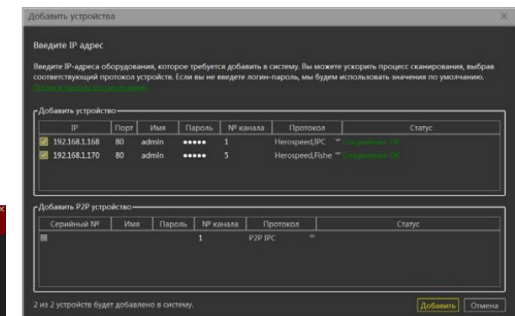 Добавить устройства
Введите IP адрес
Введите IP-адреса оборудования, которое требуется добавить в систему. Вы можете ускорить процесс сканирования, выбрав
соответствующий протокол устройств. Если вы не введете логин-пароль, мы будем использовать значения по умолчанию.
Добавить устройство
IP Порт Имя Пароль № канала Протокол Статус
192.168.1.168 80 admin ●●●●● 1 Herospeed,IPC Соединение ОК
192.168.1.170 80 admin ●●●●● 5 Herospeed,Fishe Соединение ОК
Добавить P2P устройство
Серийный № Имя Пароль № канала Протокол Статус
1 P2P IPC
2 из 2 устройств будет добавлено в систему.
Добавить Отмена